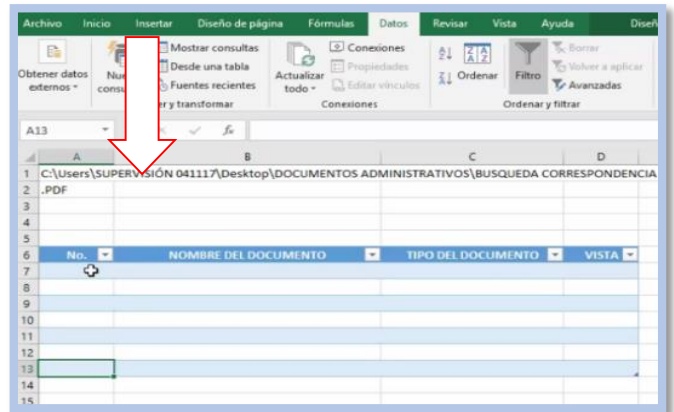 Archivo Inicio Insertar Diseño de página Fórmulas Datos Revisar Vista Ayuda Diseñ
Mostrar consultas Conexiones Borrar
Desde una tabla Propiedades Volver a aplicar
Obtener datos Actualizar Ordenar Filtro
externos Fuentes recientes todo Editar vínculos Avanzadas
y transformar Conexiones Ordenar y filtrar
A13 fx
A B C D
1 C:\Users\SUPERVISIÓN 041117\Desktop\DOCUMENTOS ADMINISTRATIVOS\BUSQUEDA CORRESPONDENCIA
2 .PDF
3
4
5
6 No. NOMBRE DEL DOCUMENTO TIPO DEL DOCUMENTO VISTA
7
8
9
10
11
12
13
14
15